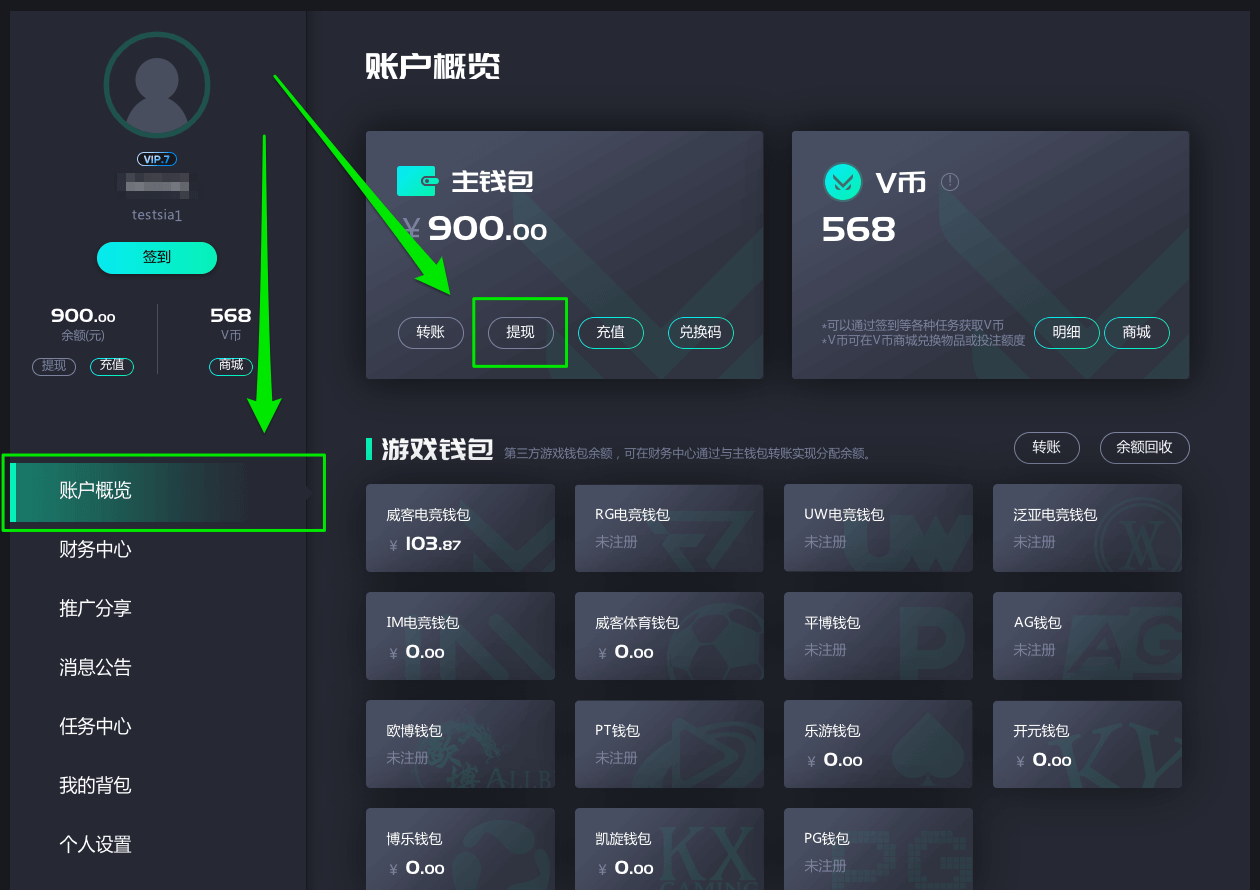 VIP.7
testsia1
签到
900.00
余额(元)
提现
充值
568
V币
商城
账户概览
财务中心
推广分享
消息公告
任务中心
我的背包
个人设置
账户概览
主钱包
¥ 900.00
转账
提现
充值
兑换码
V币
568
*可以通过签到等各种任务获取V币
*V币可在V币商城兑换物品或投注额度
明细
商城
游戏钱包 第三方游戏钱包余额，可在财务中心通过与主钱包转账实现分配余额。
转账
余额回收
威客电竞钱包
¥ 103.87
RG电竞钱包
未注册
UW电竞钱包
未注册
UW
泛亚电竞钱包
未注册
IM电竞钱包
¥ 0.00
威客体育钱包
¥ 0.00
平博钱包
未注册
P
AG钱包
未注册
AG
欧博钱包
未注册
欧博 ALLB
PT钱包
未注册
乐游钱包
¥ 0.00
开元钱包
¥ 0.00
KY
博乐钱包
¥ 0.00
凯旋钱包
¥ 0.00
KX
GAMING
PG钱包
未注册
PG